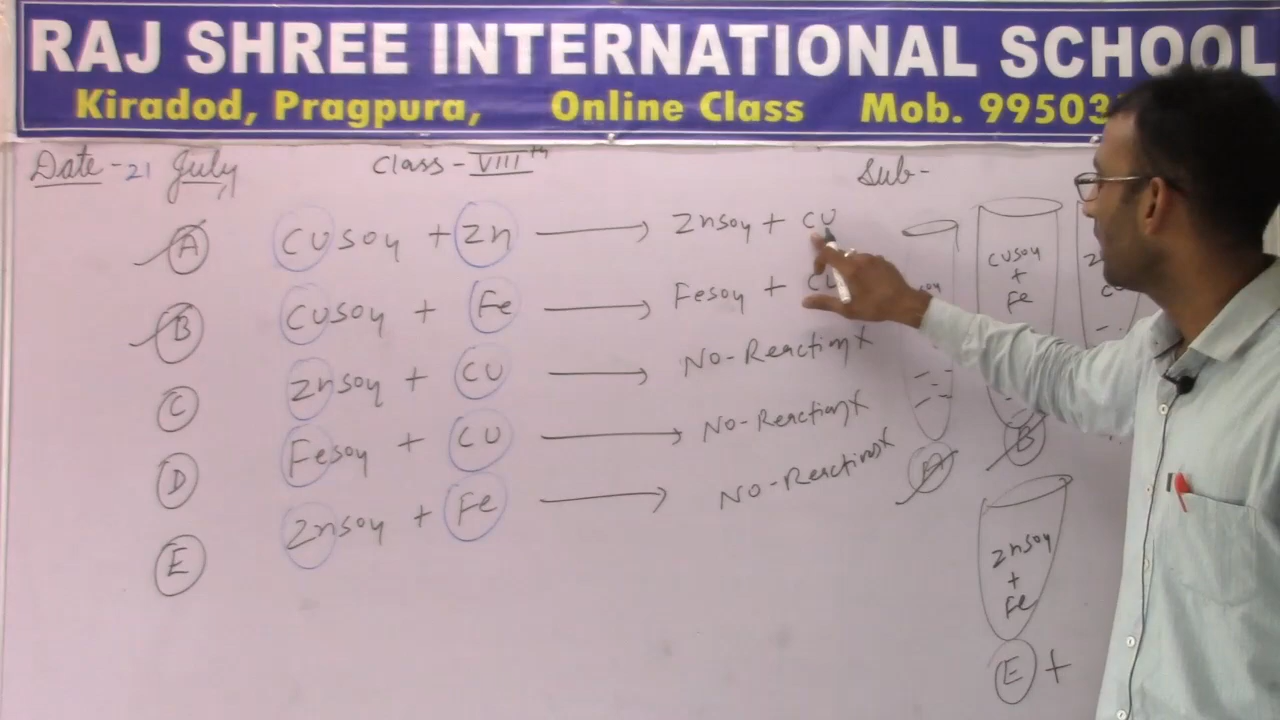 RAJ SHREE INTERNATIONAL SCHOOL
Kiradod, Pragpura, Online Class Mob. 99503
Date - 21 July Class - VIIIth Sub -
A CUSO4 + Zn → ZnSO4 + CU
B CUSO4 + Fe → FeSO4 + CU
C ZnSO4 + CU → NO-Reaction X
D FeSO4 + CU → NO-Reaction X
E ZnSO4 + Fe → NO-Reaction X
CUSO4
+
Fe
A
B
ZnSO4
+
Fe
E +